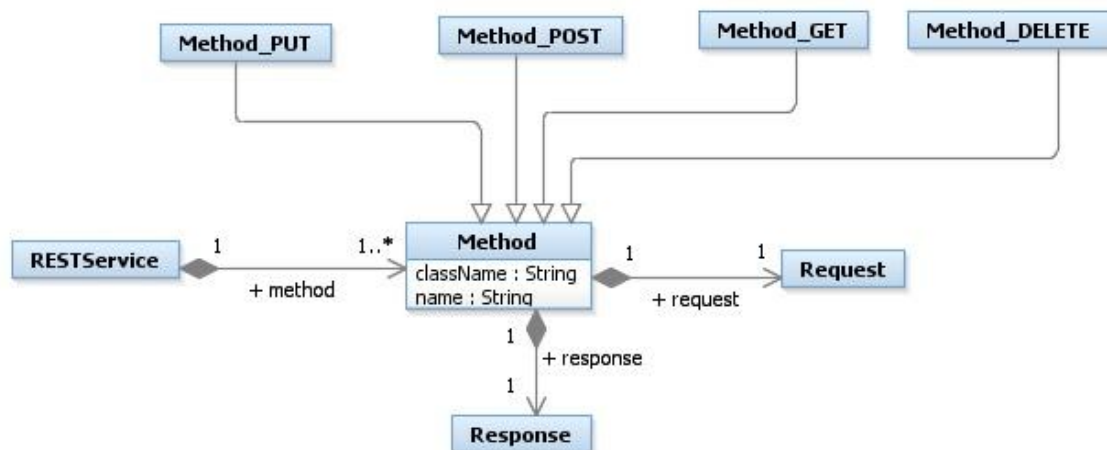 Method_PUT
Method_POST
Method_GET
Method_DELETE
RESTService
1
1..*
+ method
Method
className : String
name : String
1
1
+ request
Request
1
+ response
1
Response